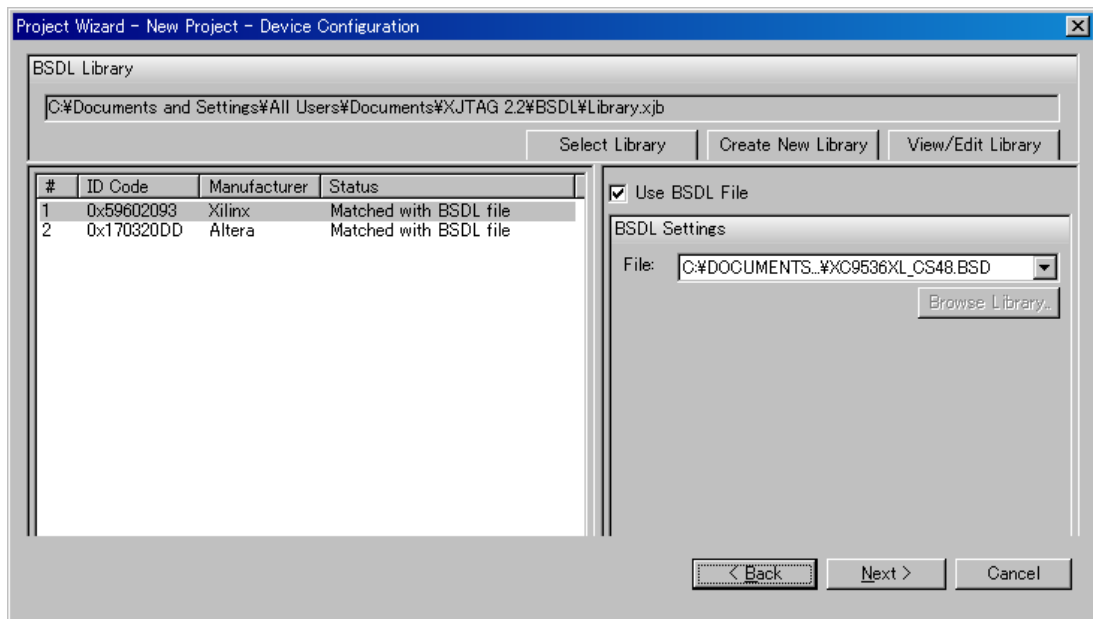 Project Wizard - New Project - Device Configuration
BSDL Library
C:¥Documents and Settings¥All Users¥Documents¥XJTAG 2.2¥BSDL¥Library.xjb
Select Library Create New Library View/Edit Library
# ID Code Manufacturer Status
1 0x59602093 Xilinx Matched with BSDL file
2 0x170320DD Altera Matched with BSDL file
Use BSDL File
BSDL Settings
File: C:¥DOCUMENTS...¥XC9536XL_CS48.BSD
Browse Library..
< Back Next > Cancel